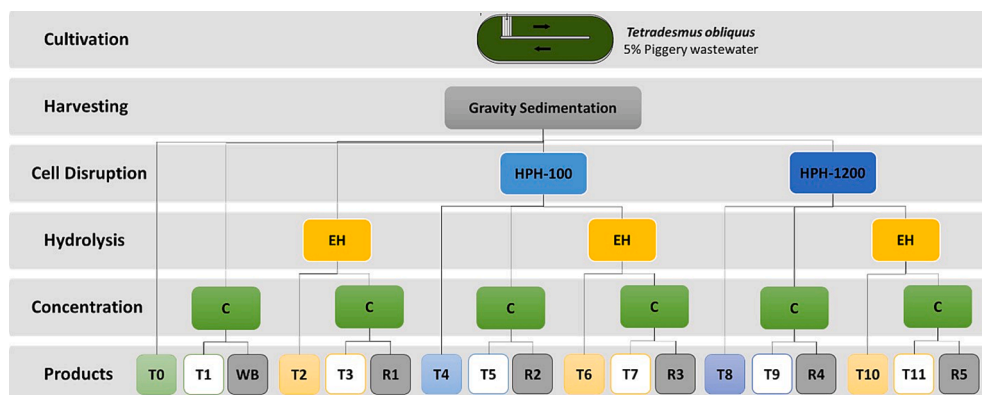 Cultivation
Tetradesmus obliquus
5% Piggery wastewater
Harvesting
Gravity Sedimentation
Cell Disruption
HPH-100
HPH-1200
Hydrolysis
EH
EH
EH
Concentration
C
C
C
C
C
C
Products
T0
T1
WB
T2
T3
R1
T4
T5
R2
T6
T7
R3
T8
T9
R4
T10
T11
R5